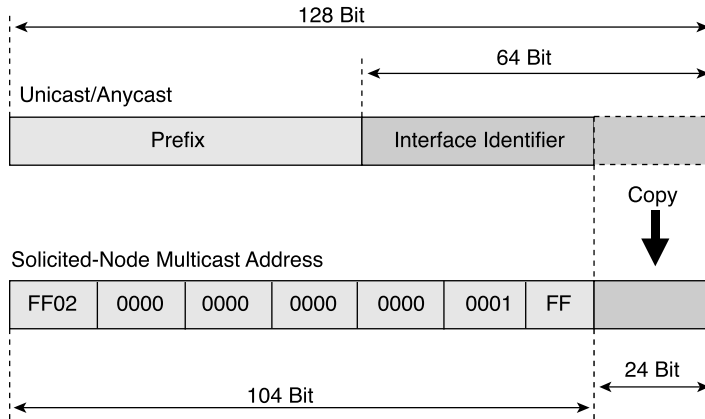 128 Bit
64 Bit
Unicast/Anycast
Prefix
Interface Identifier
Copy
Solicited-Node Multicast Address
FF02 0000 0000 0000 0000 0001 FF
24 Bit
104 Bit